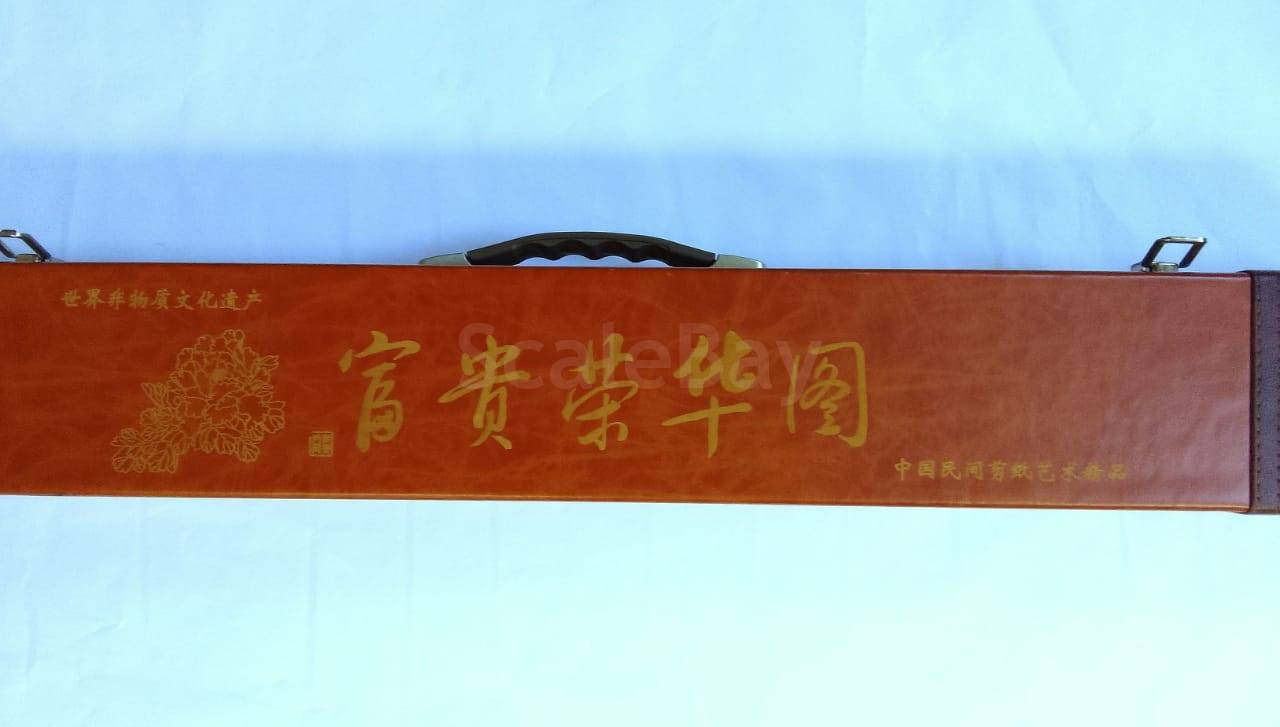 世界非物质文化遗产
富贵荣华图
中国民间剪纸艺术精品
ScaleBay